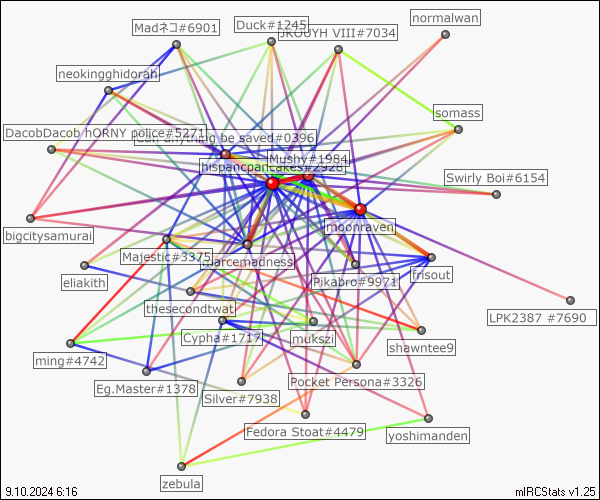 Duck#1245
normalwan
Madネコ#6901
JKOUYH VIII#7034
neokingghidorah
somass
DacobDacob hORNY police#5271
Can anything be saved#0396
Mushy#1984
hispancpancakes#2928
Swirly Boi#6154
bigcitysamurai
moonraven
Majestic#3375
marcemadness
Pikabro#9971
frisout
eliakith
thesecondtwat
LPK2387 #7690
Cypha#1717
mukszi
shawntee9
ming#4742
Eg.Master#1378
Pocket Persona#3326
Silver#7938
Fedora Stoat#4479
yoshimanden
zebula
9.10.2024 6:16
mIRCStats v1.25